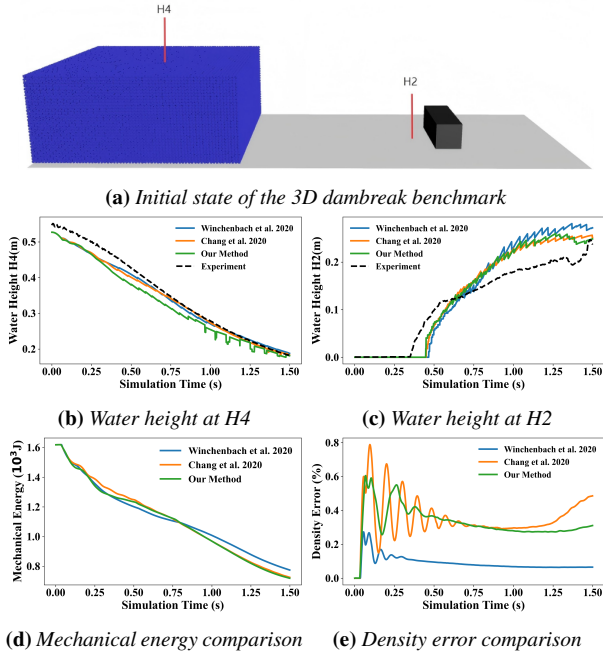 H4
H2
(a) Initial state of the 3D dambreak benchmark
Water Height H4(m)
0.5
0.4
0.3
0.2
Winchenbach et al. 2020
Chang et al. 2020
Our Method
Experiment
0.00 0.25 0.50 0.75 1.00 1.25 1.50
Simulation Time (s)
Water Height H2(m)
0.2
0.1
0.0
Winchenbach et al. 2020
Chang et al. 2020
Our Method
Experiment
0.00 0.25 0.50 0.75 1.00 1.25 1.50
Simulation Time (s)
(b) Water height at H4
(c) Water height at H2
Mechanical Energy (10³J)
1.6
1.4
1.2
1.0
0.8
Winchenbach et al. 2020
Chang et al. 2020
Our Method
0.00 0.25 0.50 0.75 1.00 1.25 1.50
Simulation Time (s)
Density Error (%)
0.8
0.6
0.4
0.2
0.0
Winchenbach et al. 2020
Chang et al. 2020
Our Method
0.00 0.25 0.50 0.75 1.00 1.25 1.50
Simulation Time (s)
(d) Mechanical energy comparison
(e) Density error comparison